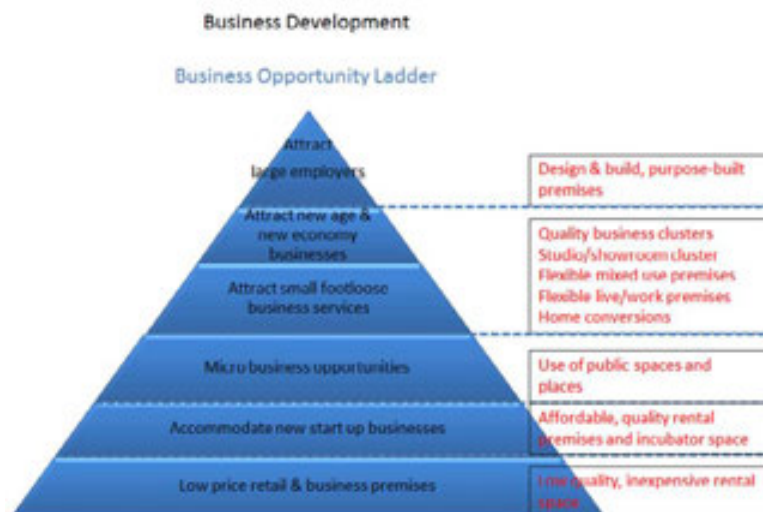 Business Development
Business Opportunity Ladder
Attract
large employers
Attract new age &
new economy
businesses
Attract small footloose
business services
Micro business opportunities
Accommodate new start up businesses
Low price retail & business premises
Design & build, purpose-built
premises
Quality business clusters
Studio/showroom cluster
Flexible mixed use premises
Flexible live/work premises
Home conversions
Use of public spaces and
places
Affordable, quality rental
premises and incubator space
Low quality, inexpensive rental
space